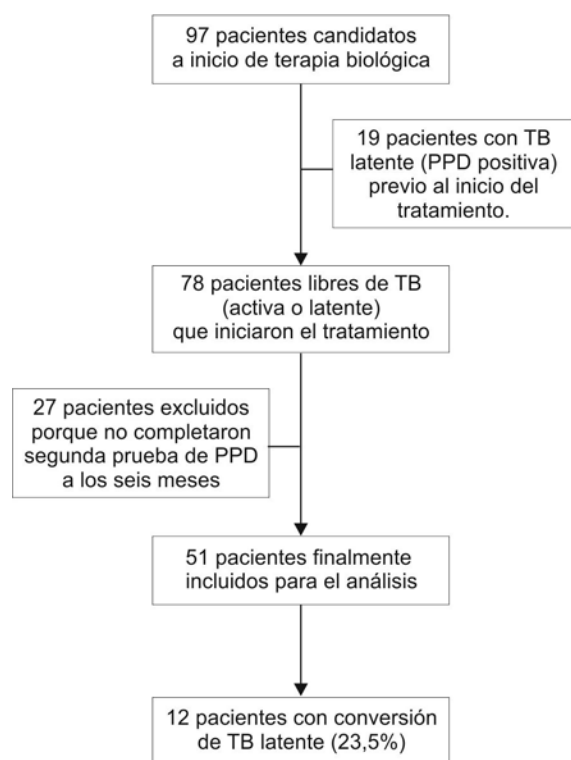 97 pacientes candidatos
a inicio de terapia biológica
19 pacientes con TB
latente (PPD positiva)
previo al inicio del
tratamiento.
78 pacientes libres de TB
(activa o latente)
que iniciaron el tratamiento
27 pacientes excluidos
porque no completaron
segunda prueba de PPD
a los seis meses
51 pacientes finalmente
incluidos para el análisis
12 pacientes con conversión
de TB latente (23,5%)